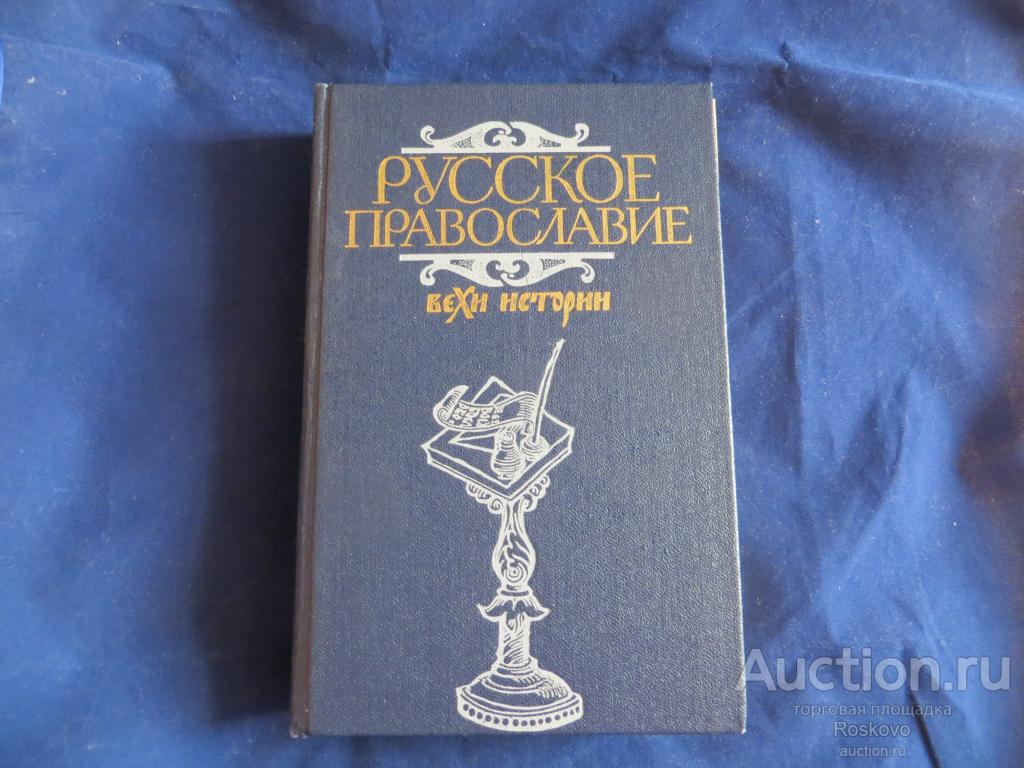 РУССКОЕ
ПРАВОСЛАВИЕ
вехи истории
Auction.ru
торговая площадка
Roskovo
auction.ru